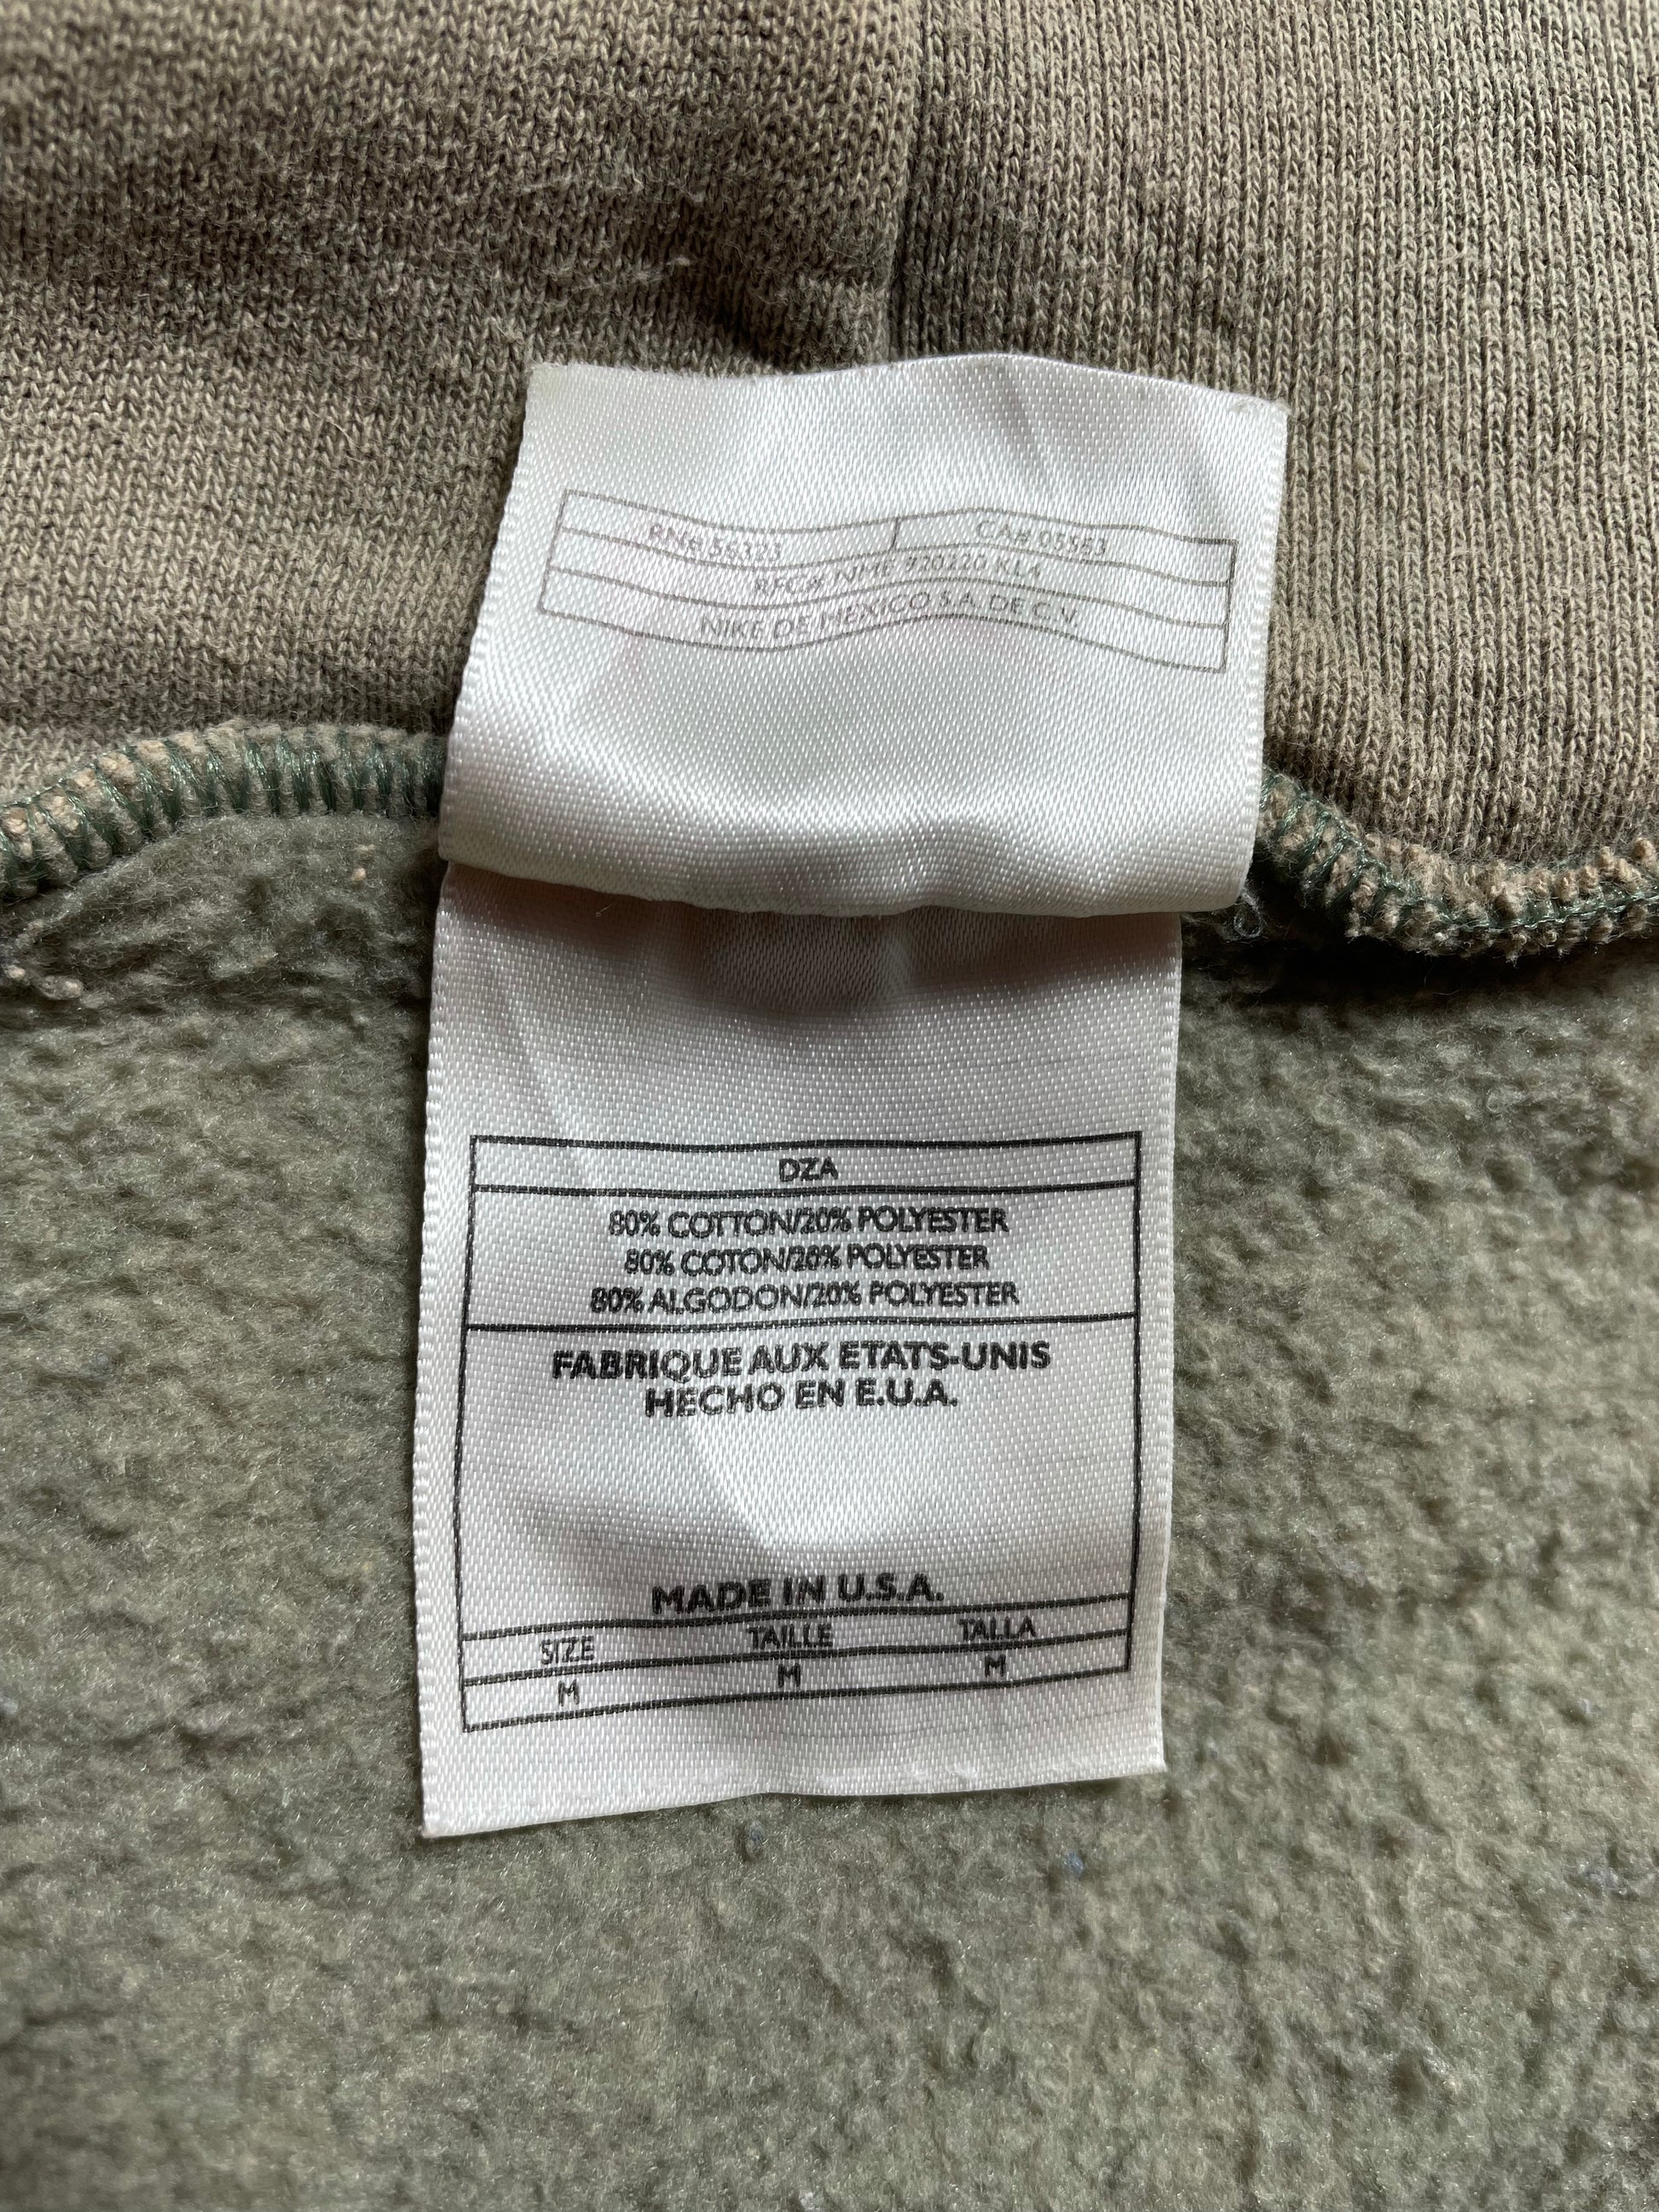 RN# 56323 CA# 05553
RFC# NME 920220 KL4
NIKE DE MEXICO S.A. DE C.V.
DZA
80% COTTON/20% POLYESTER
80% COTON/20% POLYESTER
80% ALGODON/20% POLYESTER
FABRIQUE AUX ETATS-UNIS
HECHO EN E.U.A.
MADE IN U.S.A.
SIZE TAILLE TALLA
M M M